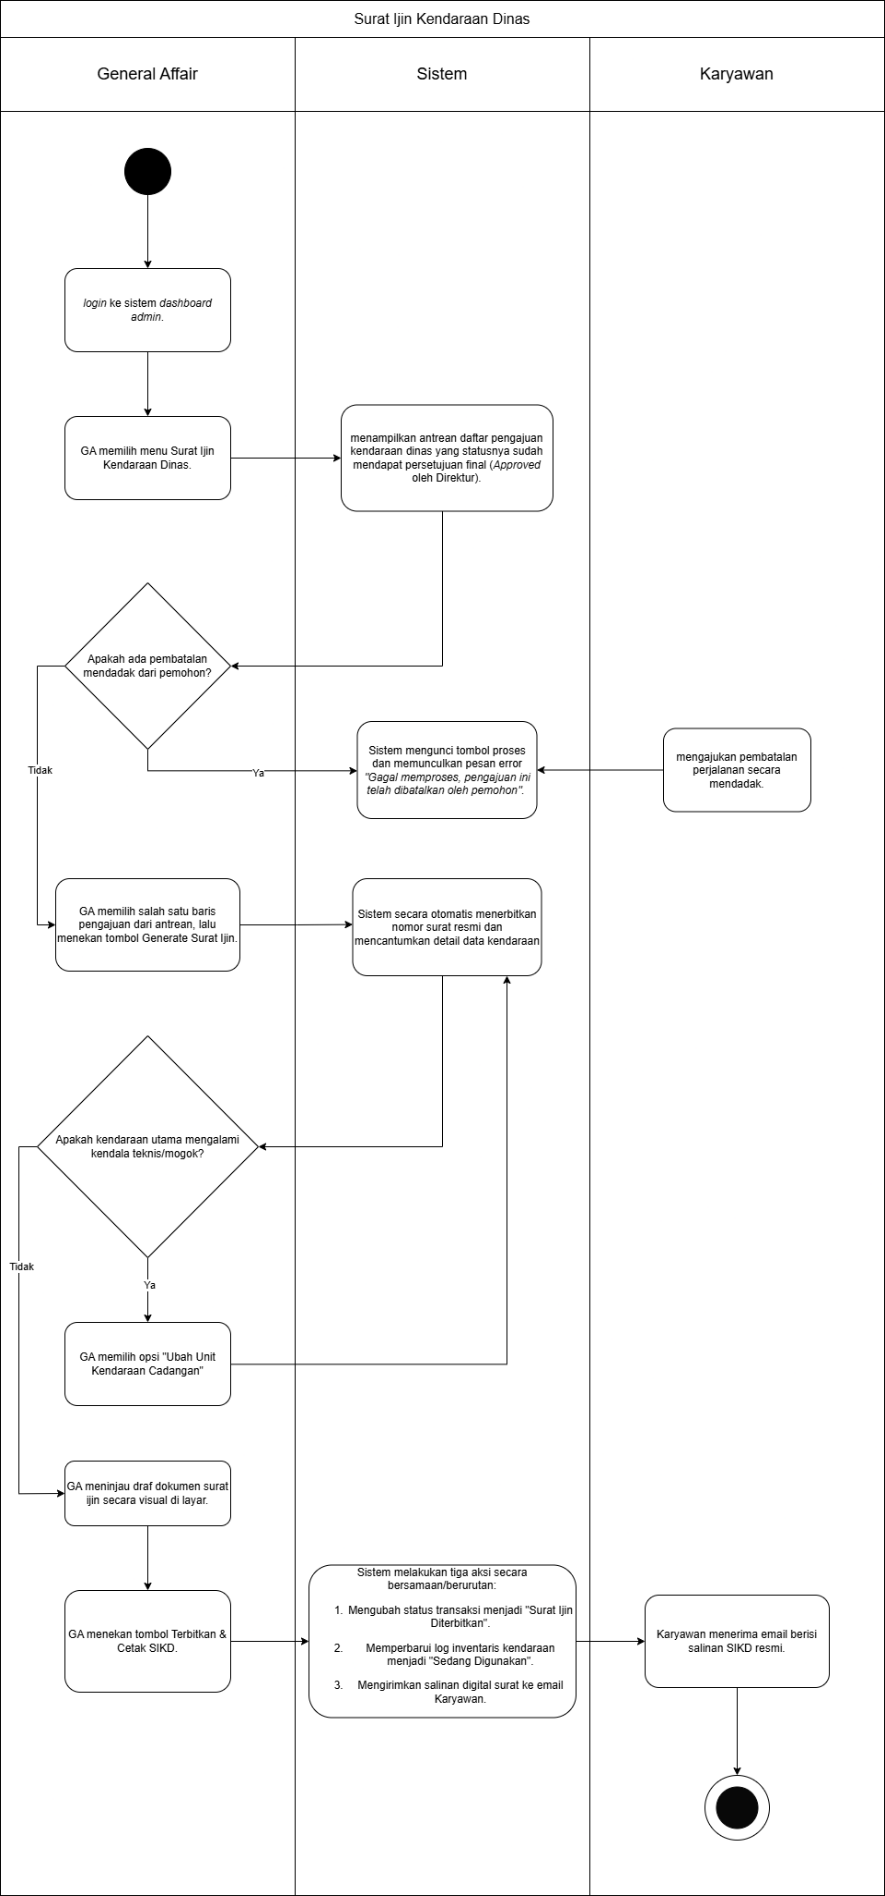 Surat Ijin Kendaraan Dinas
General Affair
Sistem
Karyawan
login ke sistem dashboard
admin.
GA memilih menu Surat Ijin
Kendaraan Dinas.
menampilkan antrean daftar pengajuan
kendaraan dinas yang statusnya sudah
mendapat persetujuan final (Approved
oleh Direktur).
Apakah ada pembatalan
mendadak dari pemohon?
Tidak
Ya
Sistem mengunci tombol proses
dan memunculkan pesan error
"Gagal memproses, pengajuan ini
telah dibatalkan oleh pemohon".
mengajukan pembatalan
perjalanan secara
mendadak.
GA memilih salah satu baris
pengajuan dari antrean, lalu
menekan tombol Generate Surat Ijin.
Sistem secara otomatis menerbitkan
nomor surat resmi dan
mencantumkan detail data kendaraan
Apakah kendaraan utama mengalami
kendala teknis/mogok?
Tidak
Ya
GA memilih opsi "Ubah Unit
Kendaraan Cadangan"
GA meninjau draf dokumen surat
ijin secara visual di layar.
GA menekan tombol Terbitkan &
Cetak SIKD.
Sistem melakukan tiga aksi secara
bersamaan/berurutan:
1. Mengubah status transaksi menjadi "Surat Ijin
Diterbitkan".
2. Memperbarui log inventaris kendaraan
menjadi "Sedang Digunakan".
3. Mengirimkan salinan digital surat ke email
Karyawan.
Karyawan menerima email berisi
salinan SIKD resmi.